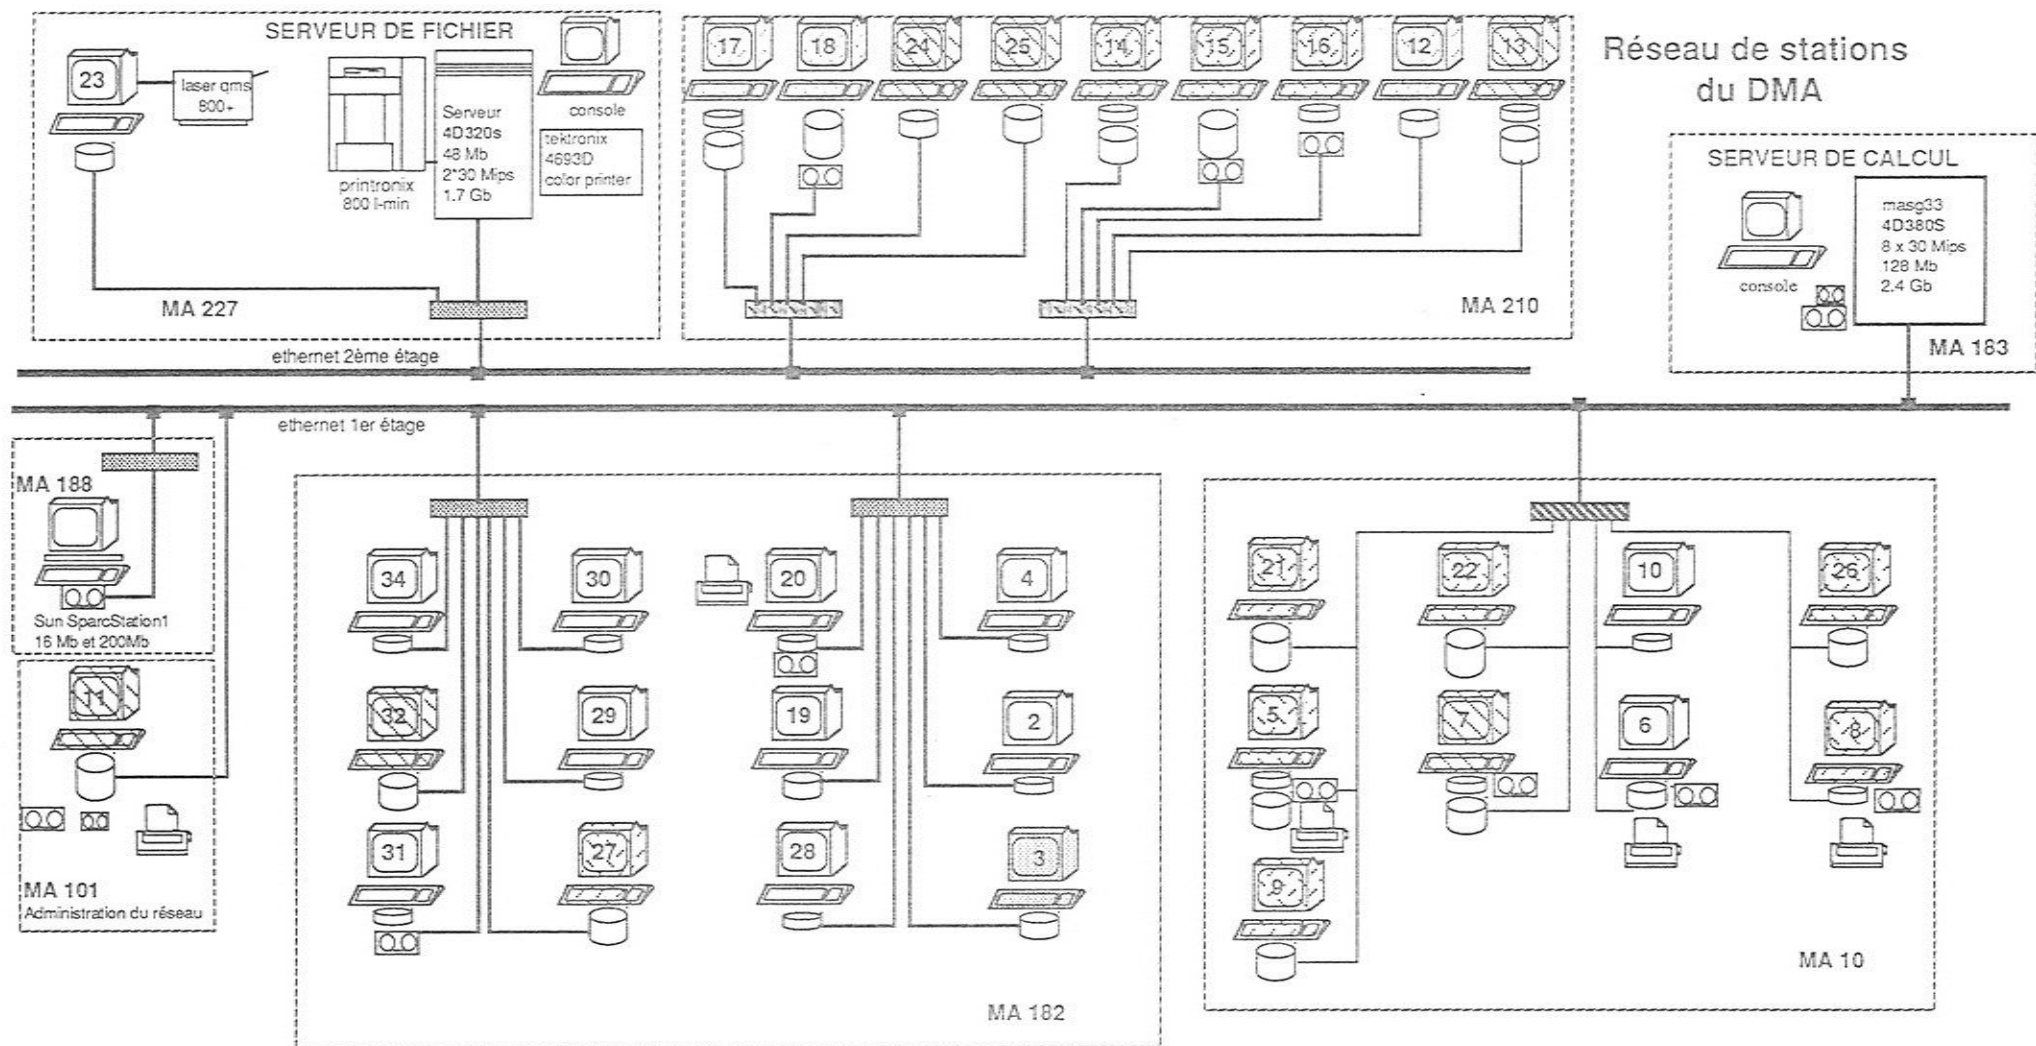 Réseau de stations
du DMA
SERVEUR DE FICHIER
23
laser qms
800+
printronix
800 l-min
Serveur
4D320s
48 Mb
2*30 Mips
1.7 Gb
console
tektronix
4693D
color printer
MA 227
17
18
24
25
14
15
16
12
13
MA 210
SERVEUR DE CALCUL
console
masg33
4D380S
8 x 30 Mips
128 Mb
2.4 Gb
MA 183
ethernet 2ème étage
ethernet 1er étage
MA 188
Sun SparcStation1
16 Mb et 200Mb
11
MA 101
Administration du réseau
34
30
20
4
32
29
19
2
31
27
28
3
MA 182
21
22
10
26
5
7
6
8
9
MA 10